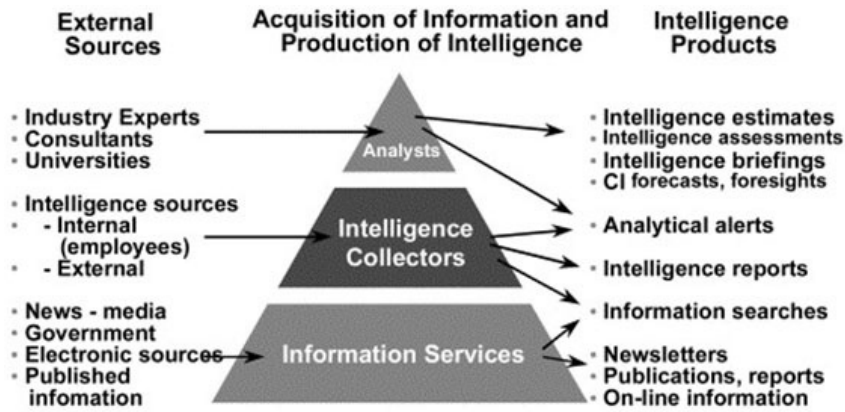 External
Sources
Acquisition of Information and
Production of Intelligence
Intelligence
Products
• Industry Experts
• Consultants
• Universities
• Intelligence sources
• - Internal
(employees)
• - External
• News - media
• Government
• Electronic sources
• Published
infomation
Analysts
Intelligence
Collectors
Information Services
• Intelligence estimates
• Intelligence assessments
• Intelligence briefings
• CI forecasts, foresights
• Analytical alerts
• Intelligence reports
• Information searches
• Newsletters
• Publications, reports
• On-line information